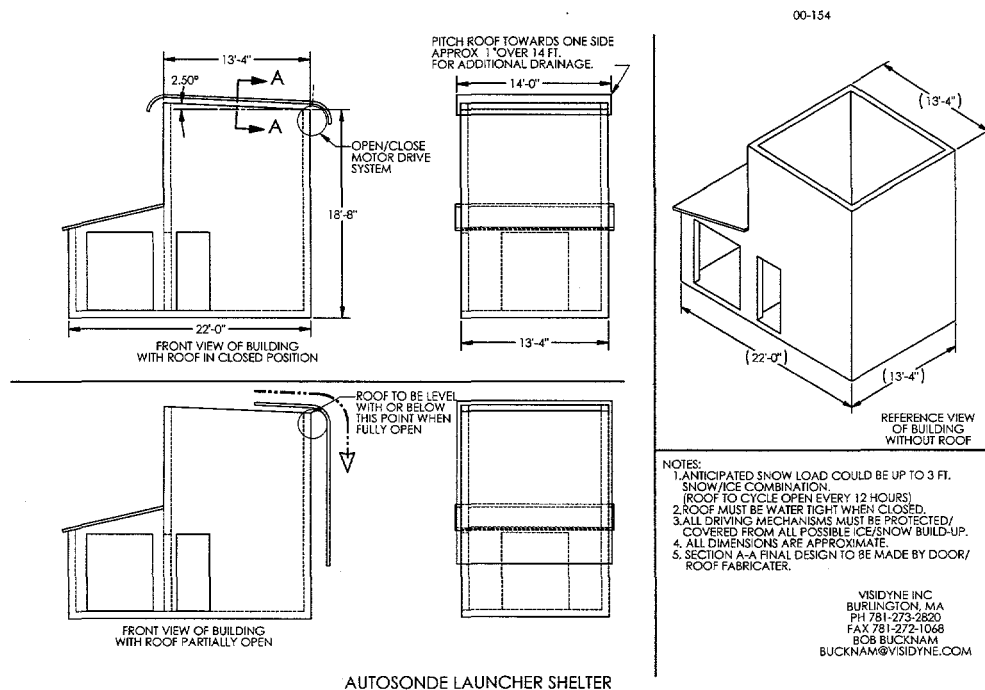 00-154
13'-4"
2.50°
A
A
OPEN/CLOSE
MOTOR DRIVE
SYSTEM
18'-8"
22'-0"
FRONT VIEW OF BUILDING
WITH ROOF IN CLOSED POSITION
PITCH ROOF TOWARDS ONE SIDE
APPROX 1" OVER 14 FT.
FOR ADDITIONAL DRAINAGE.
14'-0"
13'-4"
(13'-4")
(22'-0")
(13'-4")
REFERENCE VIEW
OF BUILDING
WITHOUT ROOF
ROOF TO BE LEVEL
WITH OR BELOW
THIS POINT WHEN
FULLY OPEN
FRONT VIEW OF BUILDING
WITH ROOF PARTIALLY OPEN
NOTES:
1.ANTICIPATED SNOW LOAD COULD BE UP TO 3 FT.
SNOW/ICE COMBINATION.
(ROOF TO CYCLE OPEN EVERY 12 HOURS)
2.ROOF MUST BE WATER TIGHT WHEN CLOSED.
3.ALL DRIVING MECHANISMS MUST BE PROTECTED/
COVERED FROM ALL POSSIBLE ICE/SNOW BUILD-UP.
4. ALL DIMENSIONS ARE APPROXIMATE.
5. SECTION A-A FINAL DESIGN TO BE MADE BY DOOR/
ROOF FABRICATER.
VISIDYNE INC
BURLINGTON, MA
PH 781-273-2820
FAX 781-272-1068
BOB BUCKNAM
BUCKNAM@VISIDYNE.COM
AUTOSONDE LAUNCHER SHELTER